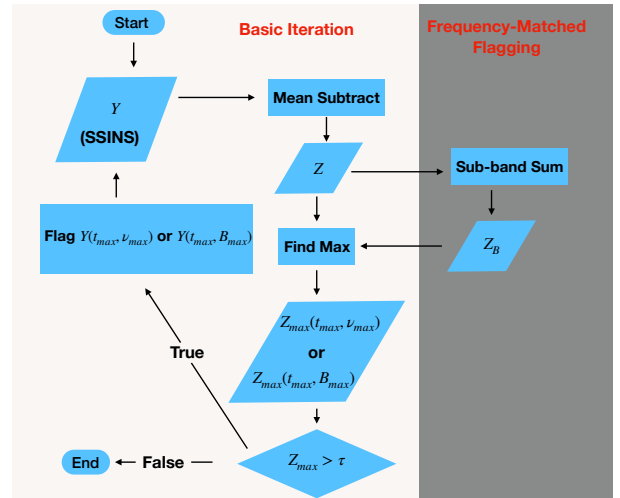 Start
Basic Iteration
Frequency-Matched
Flagging
Y
(SSINS)
Mean Subtract
Z
Sub-band Sum
Flag Y(t_max, ν_max) or Y(t_max, B_max)
Find Max
Z_B
Z_max(t_max, ν_max)
or
Z_max(t_max, B_max)
True
Z_max > τ
False
End